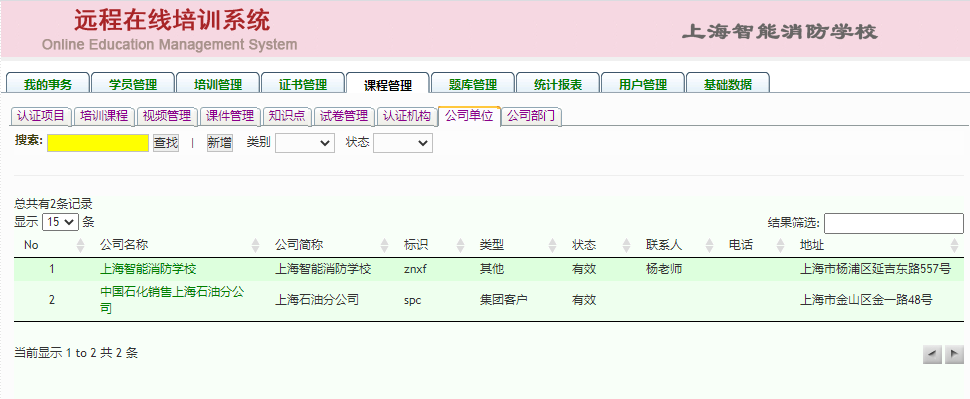 远程在线培训系统
Online Education Management System
上海智能消防学校
我的事务 学员管理 培训管理 证书管理 课程管理 题库管理 统计报表 用户管理 基础数据
认证项目 培训课程 视频管理 课件管理 知识点 试卷管理 认证机构 公司单位 公司部门
搜索: 查找 | 新增 类别 状态
总共有2条记录
显示 15 条 结果筛选:
No 公司名称 公司简称 标识 类型 状态 联系人 电话 地址
1 上海智能消防学校 上海智能消防学校 znxf 其他 有效 杨老师 上海市杨浦区延吉东路557号
2 中国石化销售上海石油分公司 上海石油分公司 spc 集团客户 有效 上海市金山区金一路48号
当前显示 1 to 2 共 2 条